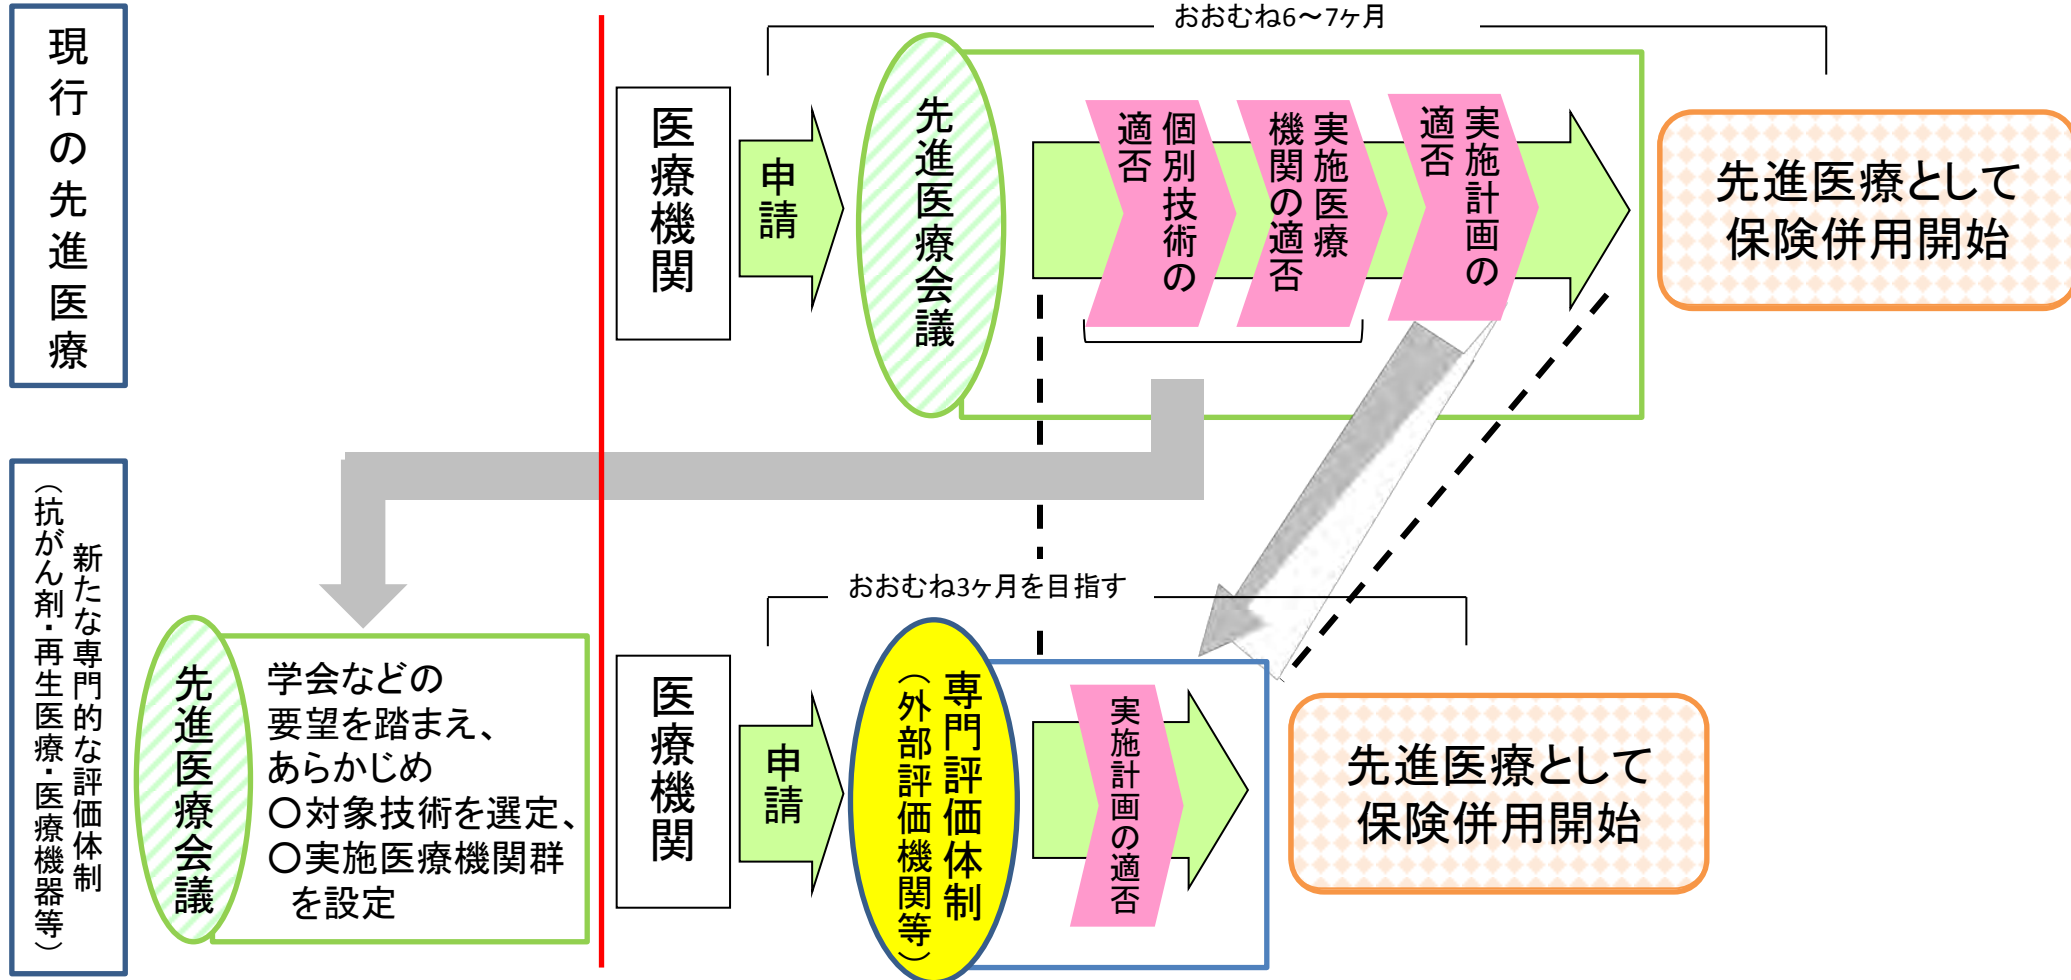 現行の先進医療
おおむね6～7ヶ月
医療機関
申請
先進医療会議
個別技術の
適否
実施医療
機関の適否
実施計画の
適否
先進医療として
保険併用開始
新たな専門的な評価体制
（抗がん剤・再生医療・医療機器等）
先進医療会議
学会などの
要望を踏まえ、
あらかじめ
○対象技術を選定、
○実施医療機関群
を設定
おおむね3ヶ月を目指す
医療機関
申請
専門評価体制
（外部評価機関等）
実施計画の適否
先進医療として
保険併用開始